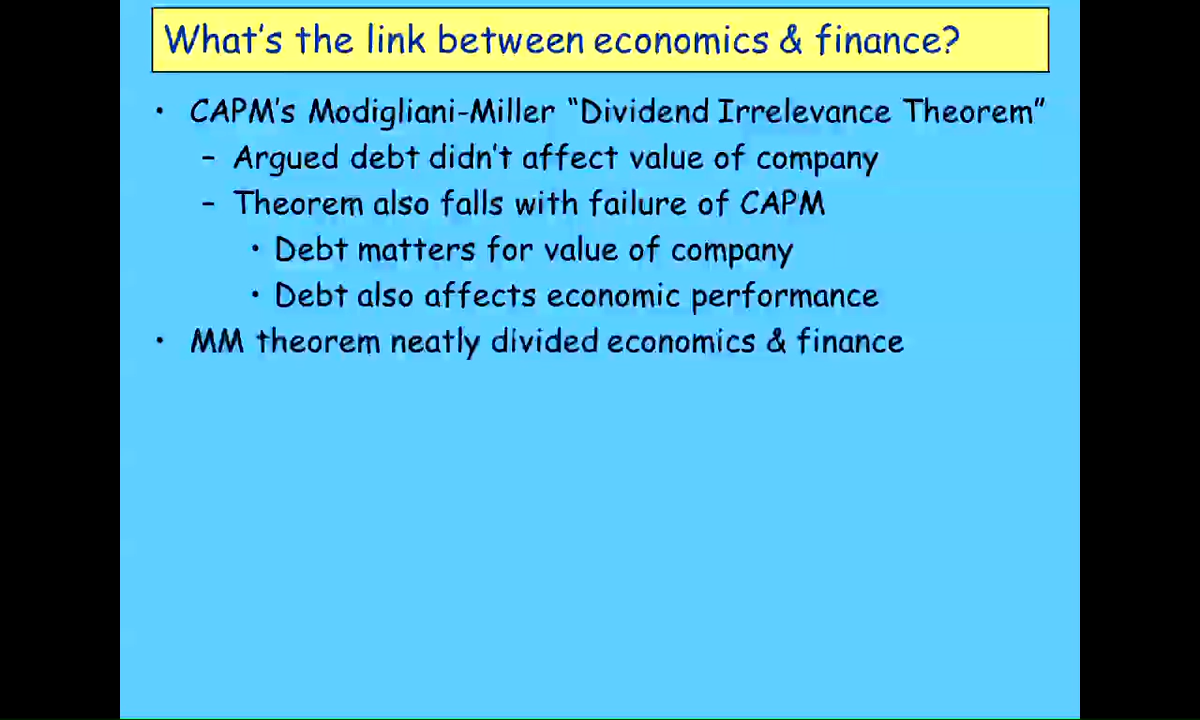 What's the link between economics & finance?
• CAPM's Modigliani-Miller “Dividend Irrelevance Theorem”
– Argued debt didn't affect value of company
– Theorem also falls with failure of CAPM
• Debt matters for value of company
• Debt also affects economic performance
• MM theorem neatly divided economics & finance